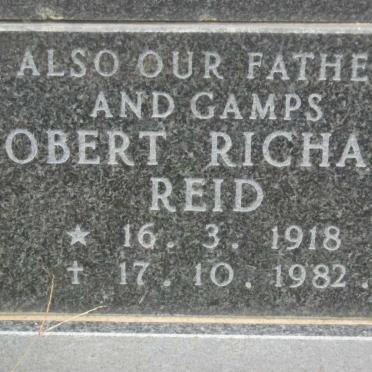 ALSO OUR FATHE
AND GAMPS
OBERT RICHA
REID
★ 16. 3. 1918
† 17. 10. 1982.